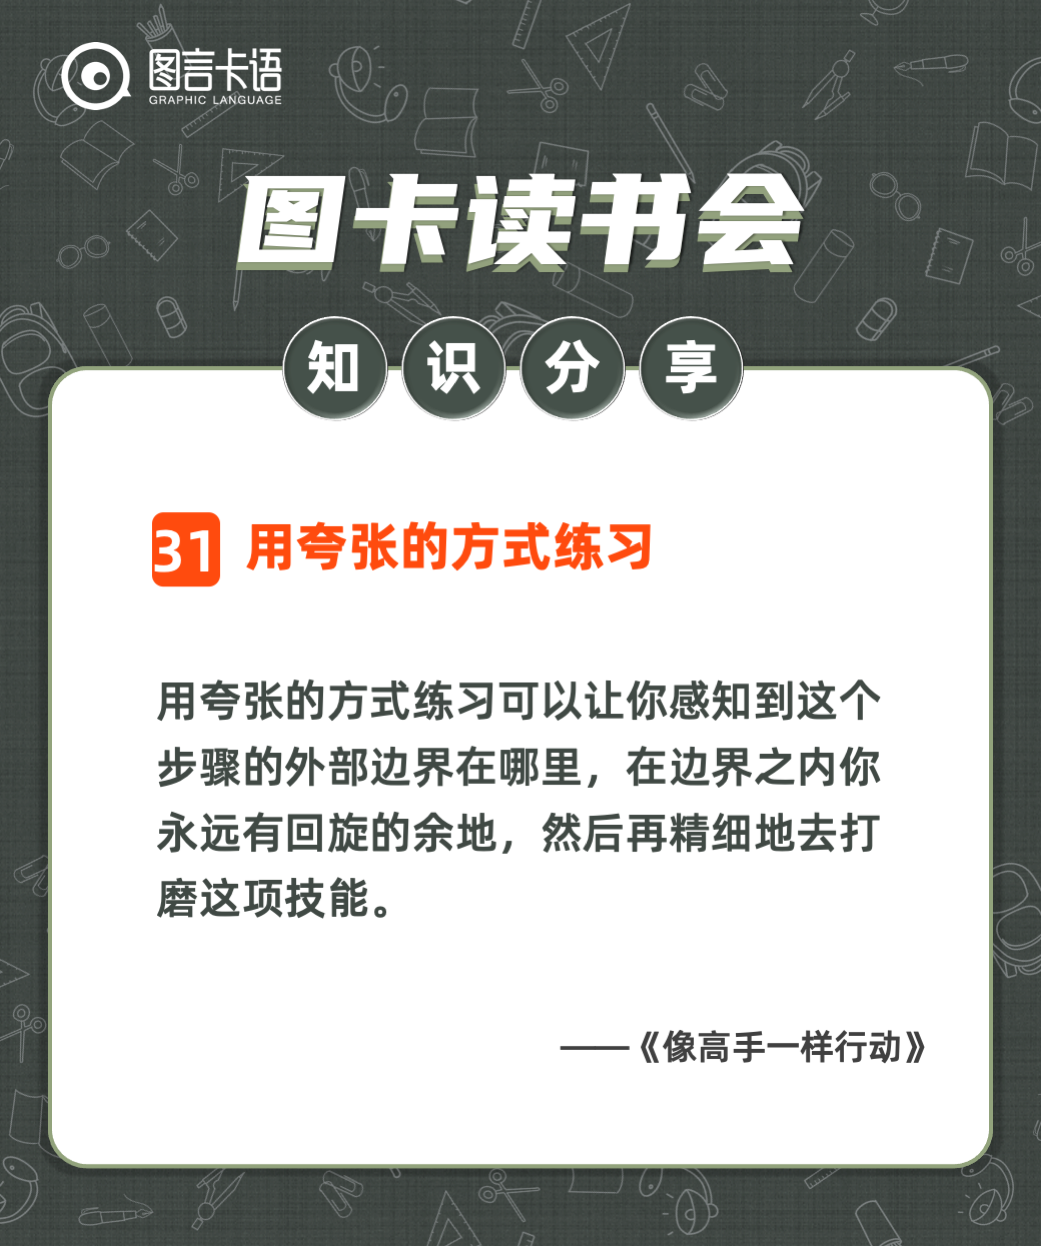 图言卡语
GRAPHIC LANGUAGE
图卡读书会
知识分享
31 用夸张的方式练习
用夸张的方式练习可以让你感知到这个
步骤的外部边界在哪里，在边界之内你
永远有回旋的余地，然后再精细地去打
磨这项技能。
——《像高手一样行动》